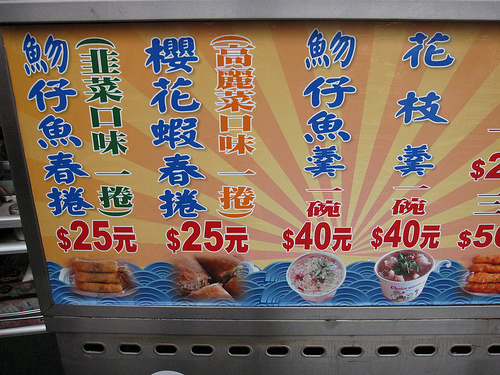 魩仔魚春捲
(韭菜口味 一捲)
$25元
櫻花蝦春捲
(高麗菜口味 一捲)
$25元
魩仔魚羹
一碗
$40元
花枝羹
一碗
$40元